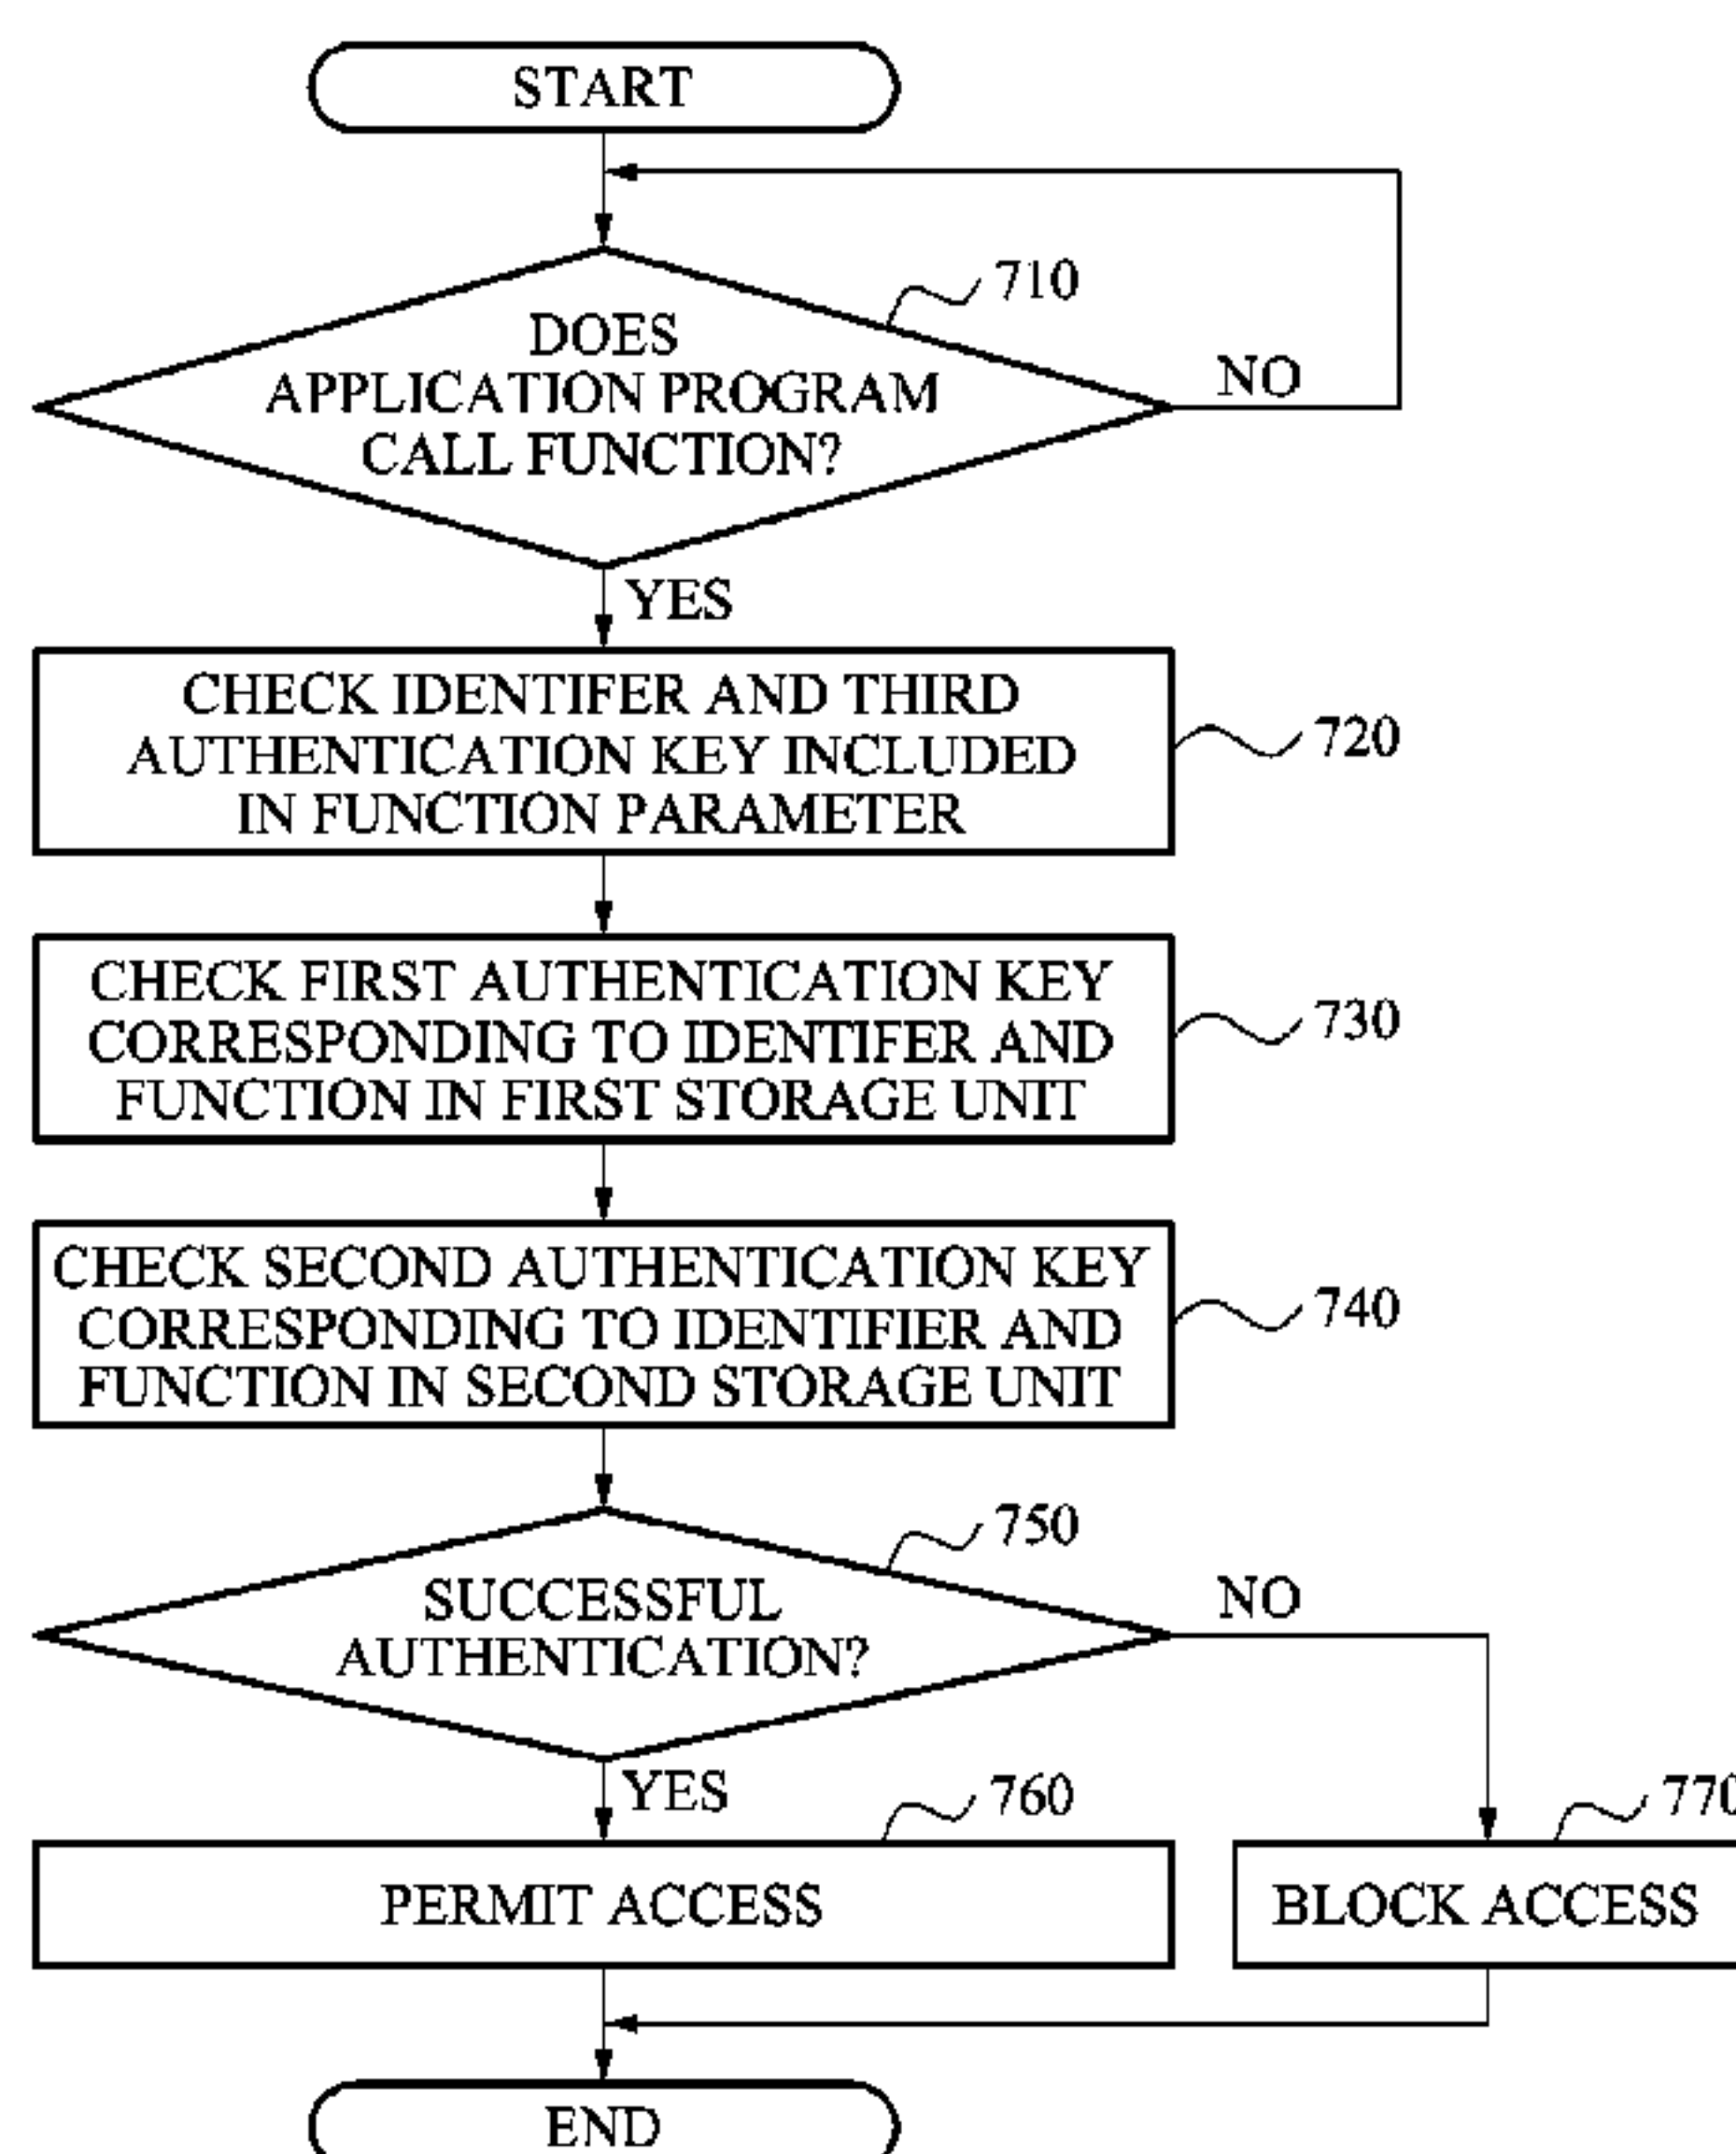 START
710
DOES
APPLICATION PROGRAM
CALL FUNCTION?
NO
YES
CHECK IDENTIFER AND THIRD
AUTHENTICATION KEY INCLUDED
IN FUNCTION PARAMETER
720
CHECK FIRST AUTHENTICATION KEY
CORRESPONDING TO IDENTIFER AND
FUNCTION IN FIRST STORAGE UNIT
730
CHECK SECOND AUTHENTICATION KEY
CORRESPONDING TO IDENTIFIER AND
FUNCTION IN SECOND STORAGE UNIT
740
750
SUCCESSFUL
AUTHENTICATION?
NO
YES
760
770
PERMIT ACCESS
BLOCK ACCESS
END